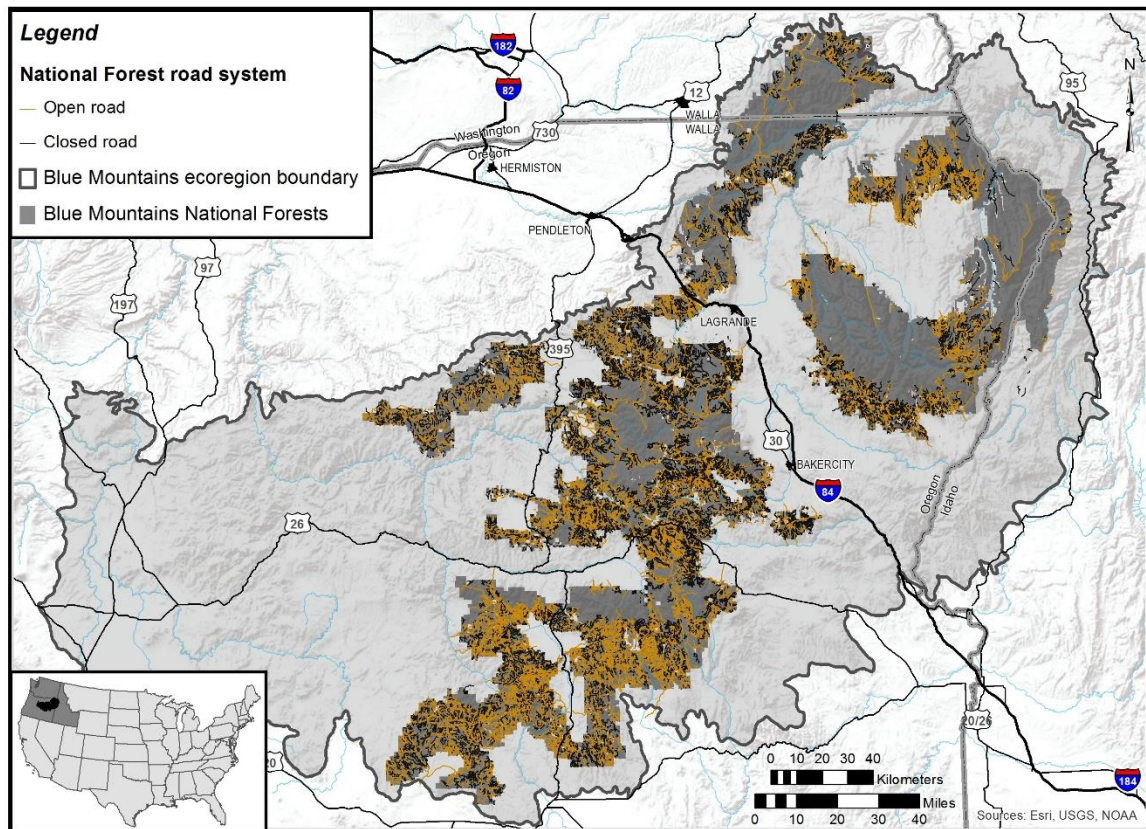 Legend
National Forest road system
Open road
Closed road
Blue Mountains ecoregion boundary
Blue Mountains National Forests
182
82
12
95
N
WALLA
WALLA
Washington
730
Oregon
HERMISTON
PENDLETON
97
197
LAGRANDE
395
30
BAKERCITY
84
Oregon
Idaho
26
20
20/26
10 0 10 20 30 40
Kilometers
10 0 10 20 30 40
Miles
184
Sources: Esri, USGS, NOAA